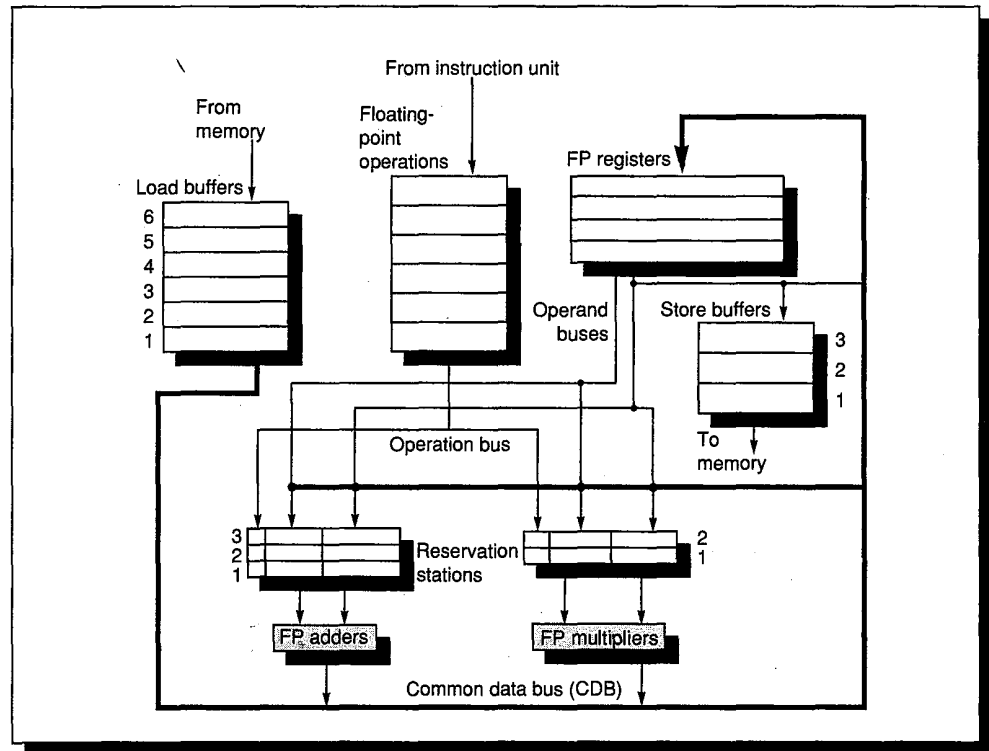 From instruction unit
From
memory
Floating-
point
operations
FP registers
Load buffers
6
5
4
3
2
1
Operand
buses
Store buffers
3
2
1
To
memory
Operation bus
3
2
1
Reservation
stations
2
1
FP adders
FP multipliers
Common data bus (CDB)